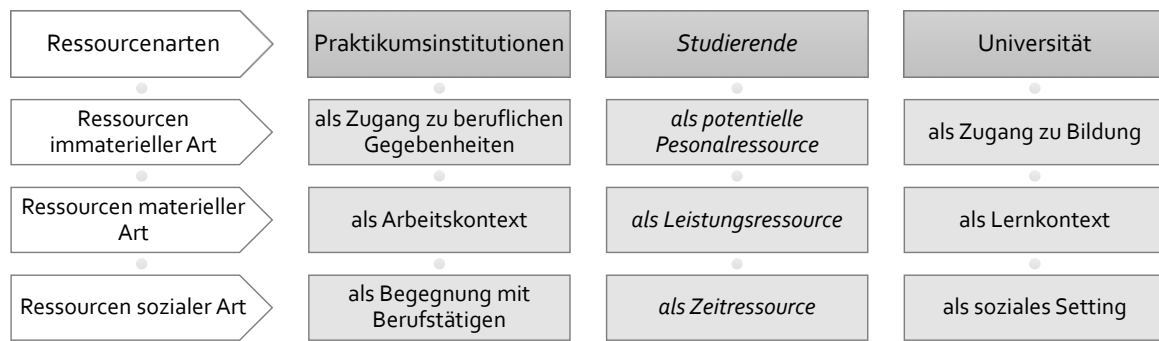 Ressourcenarten
Praktikumsinstitutionen
Studierende
Universität
Ressourcen
immaterieller Art
als Zugang zu beruflichen
Gegebenheiten
als potentielle
Pesonalressource
als Zugang zu Bildung
Ressourcen materieller
Art
als Arbeitskontext
als Leistungsressource
als Lernkontext
Ressourcen sozialer Art
als Begegnung mit
Berufstätigen
als Zeitressource
als soziales Setting